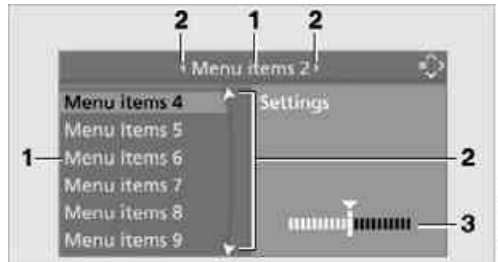 2 1 2
Menu items 2
Menu items 4 Settings
Menu items 5
1 Menu items 6 2
Menu items 7
Menu items 8 3
Menu items 9